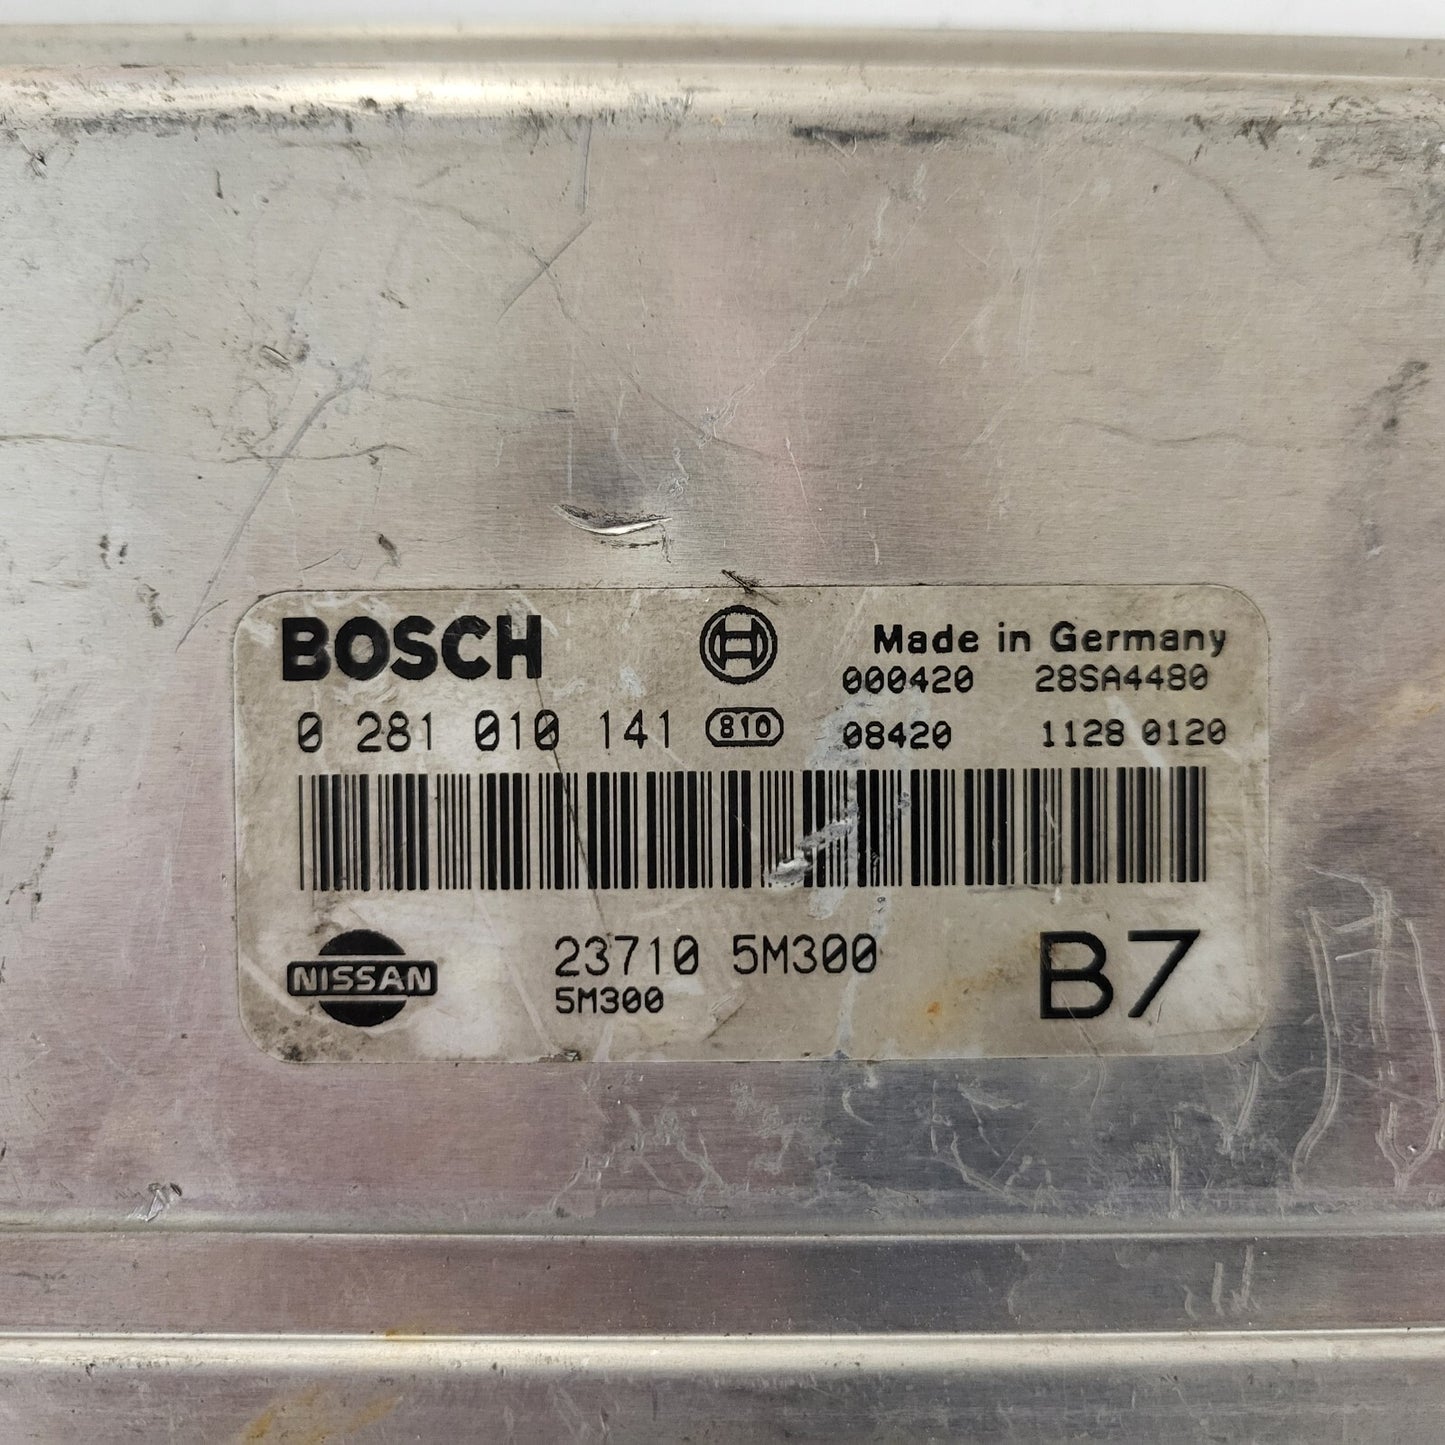 BOSCH Made in Germany
000420 28SA4480
0 281 010 141 810 08420 1128 0120
NISSAN 23710 5M300 B7
5M300